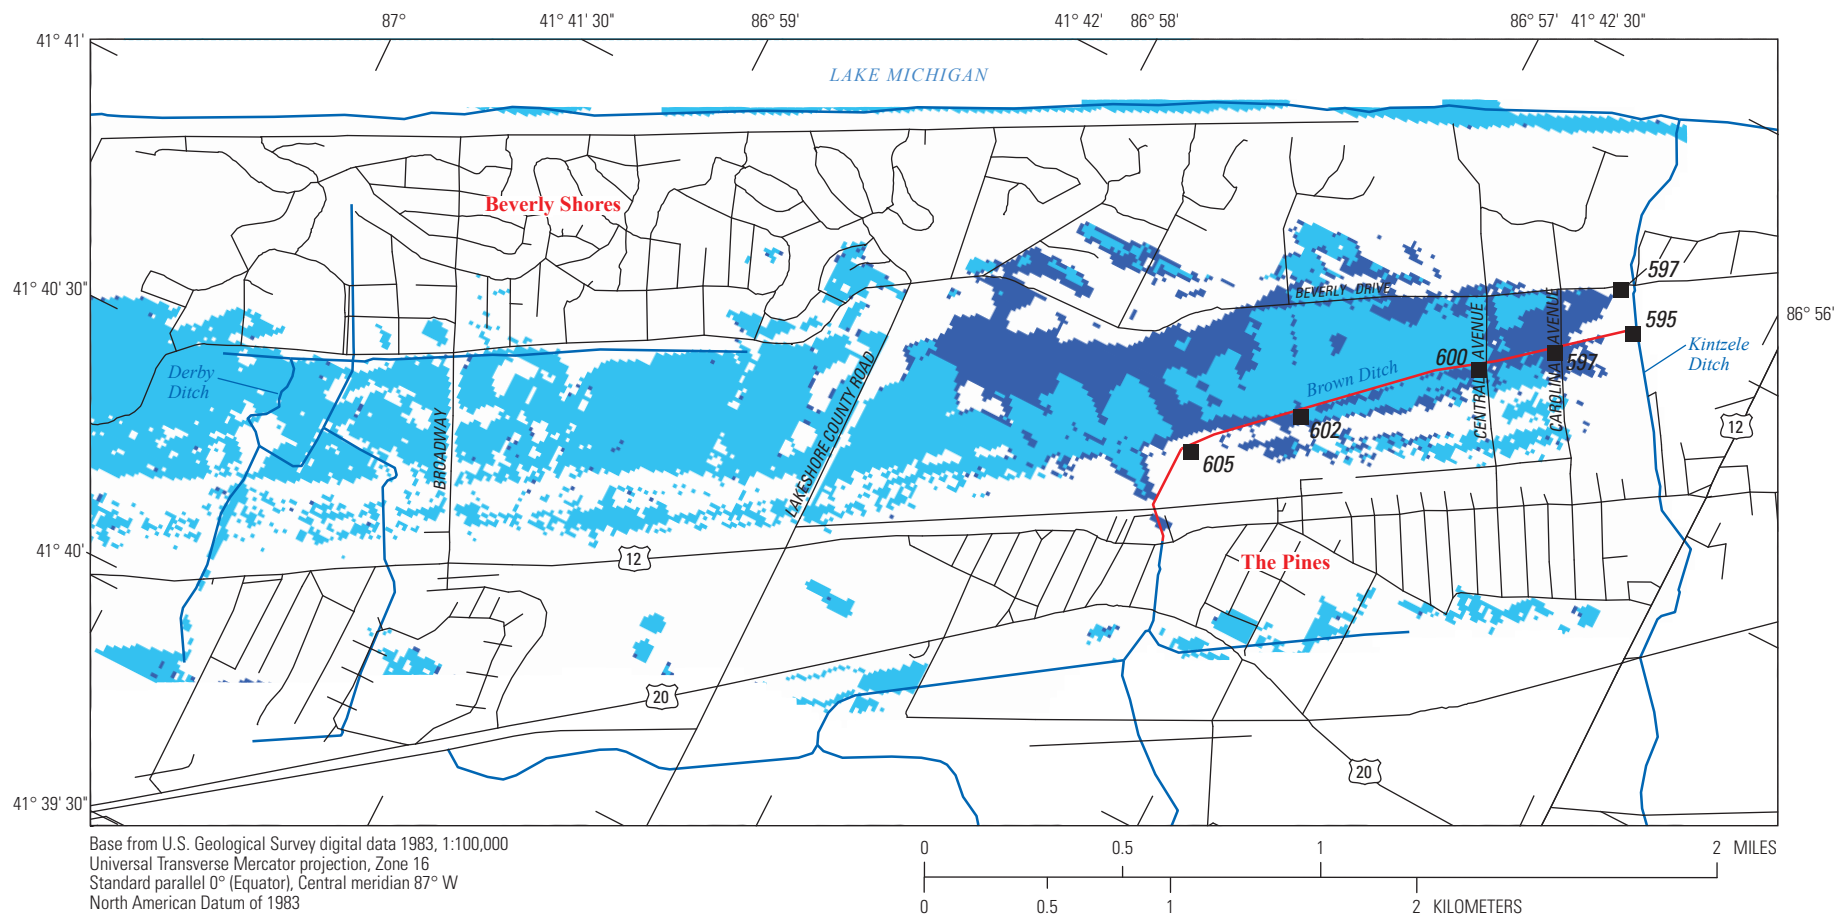 87°
41° 41' 30"
86° 59'
41° 42'
86° 58'
86° 57'
41° 42' 30"
41° 41'
LAKE MICHIGAN
Beverly Shores
41° 40' 30"
BEVERLY DRIVE
597
86° 56'
595
CENTRAL AVENUE
CAROLINA AVENUE
Kintzele
Ditch
600
597
Derby
Ditch
Brown Ditch
LAKESHORE COUNTY ROAD
BROADWAY
602
12
605
41° 40'
12
The Pines
20
20
41° 39' 30"
Base from U.S. Geological Survey digital data 1983, 1:100,000
Universal Transverse Mercator projection, Zone 16
Standard parallel 0° (Equator), Central meridian 87° W
North American Datum of 1983
0 0.5 1 2 MILES
0 0.5 1 2 KILOMETERS